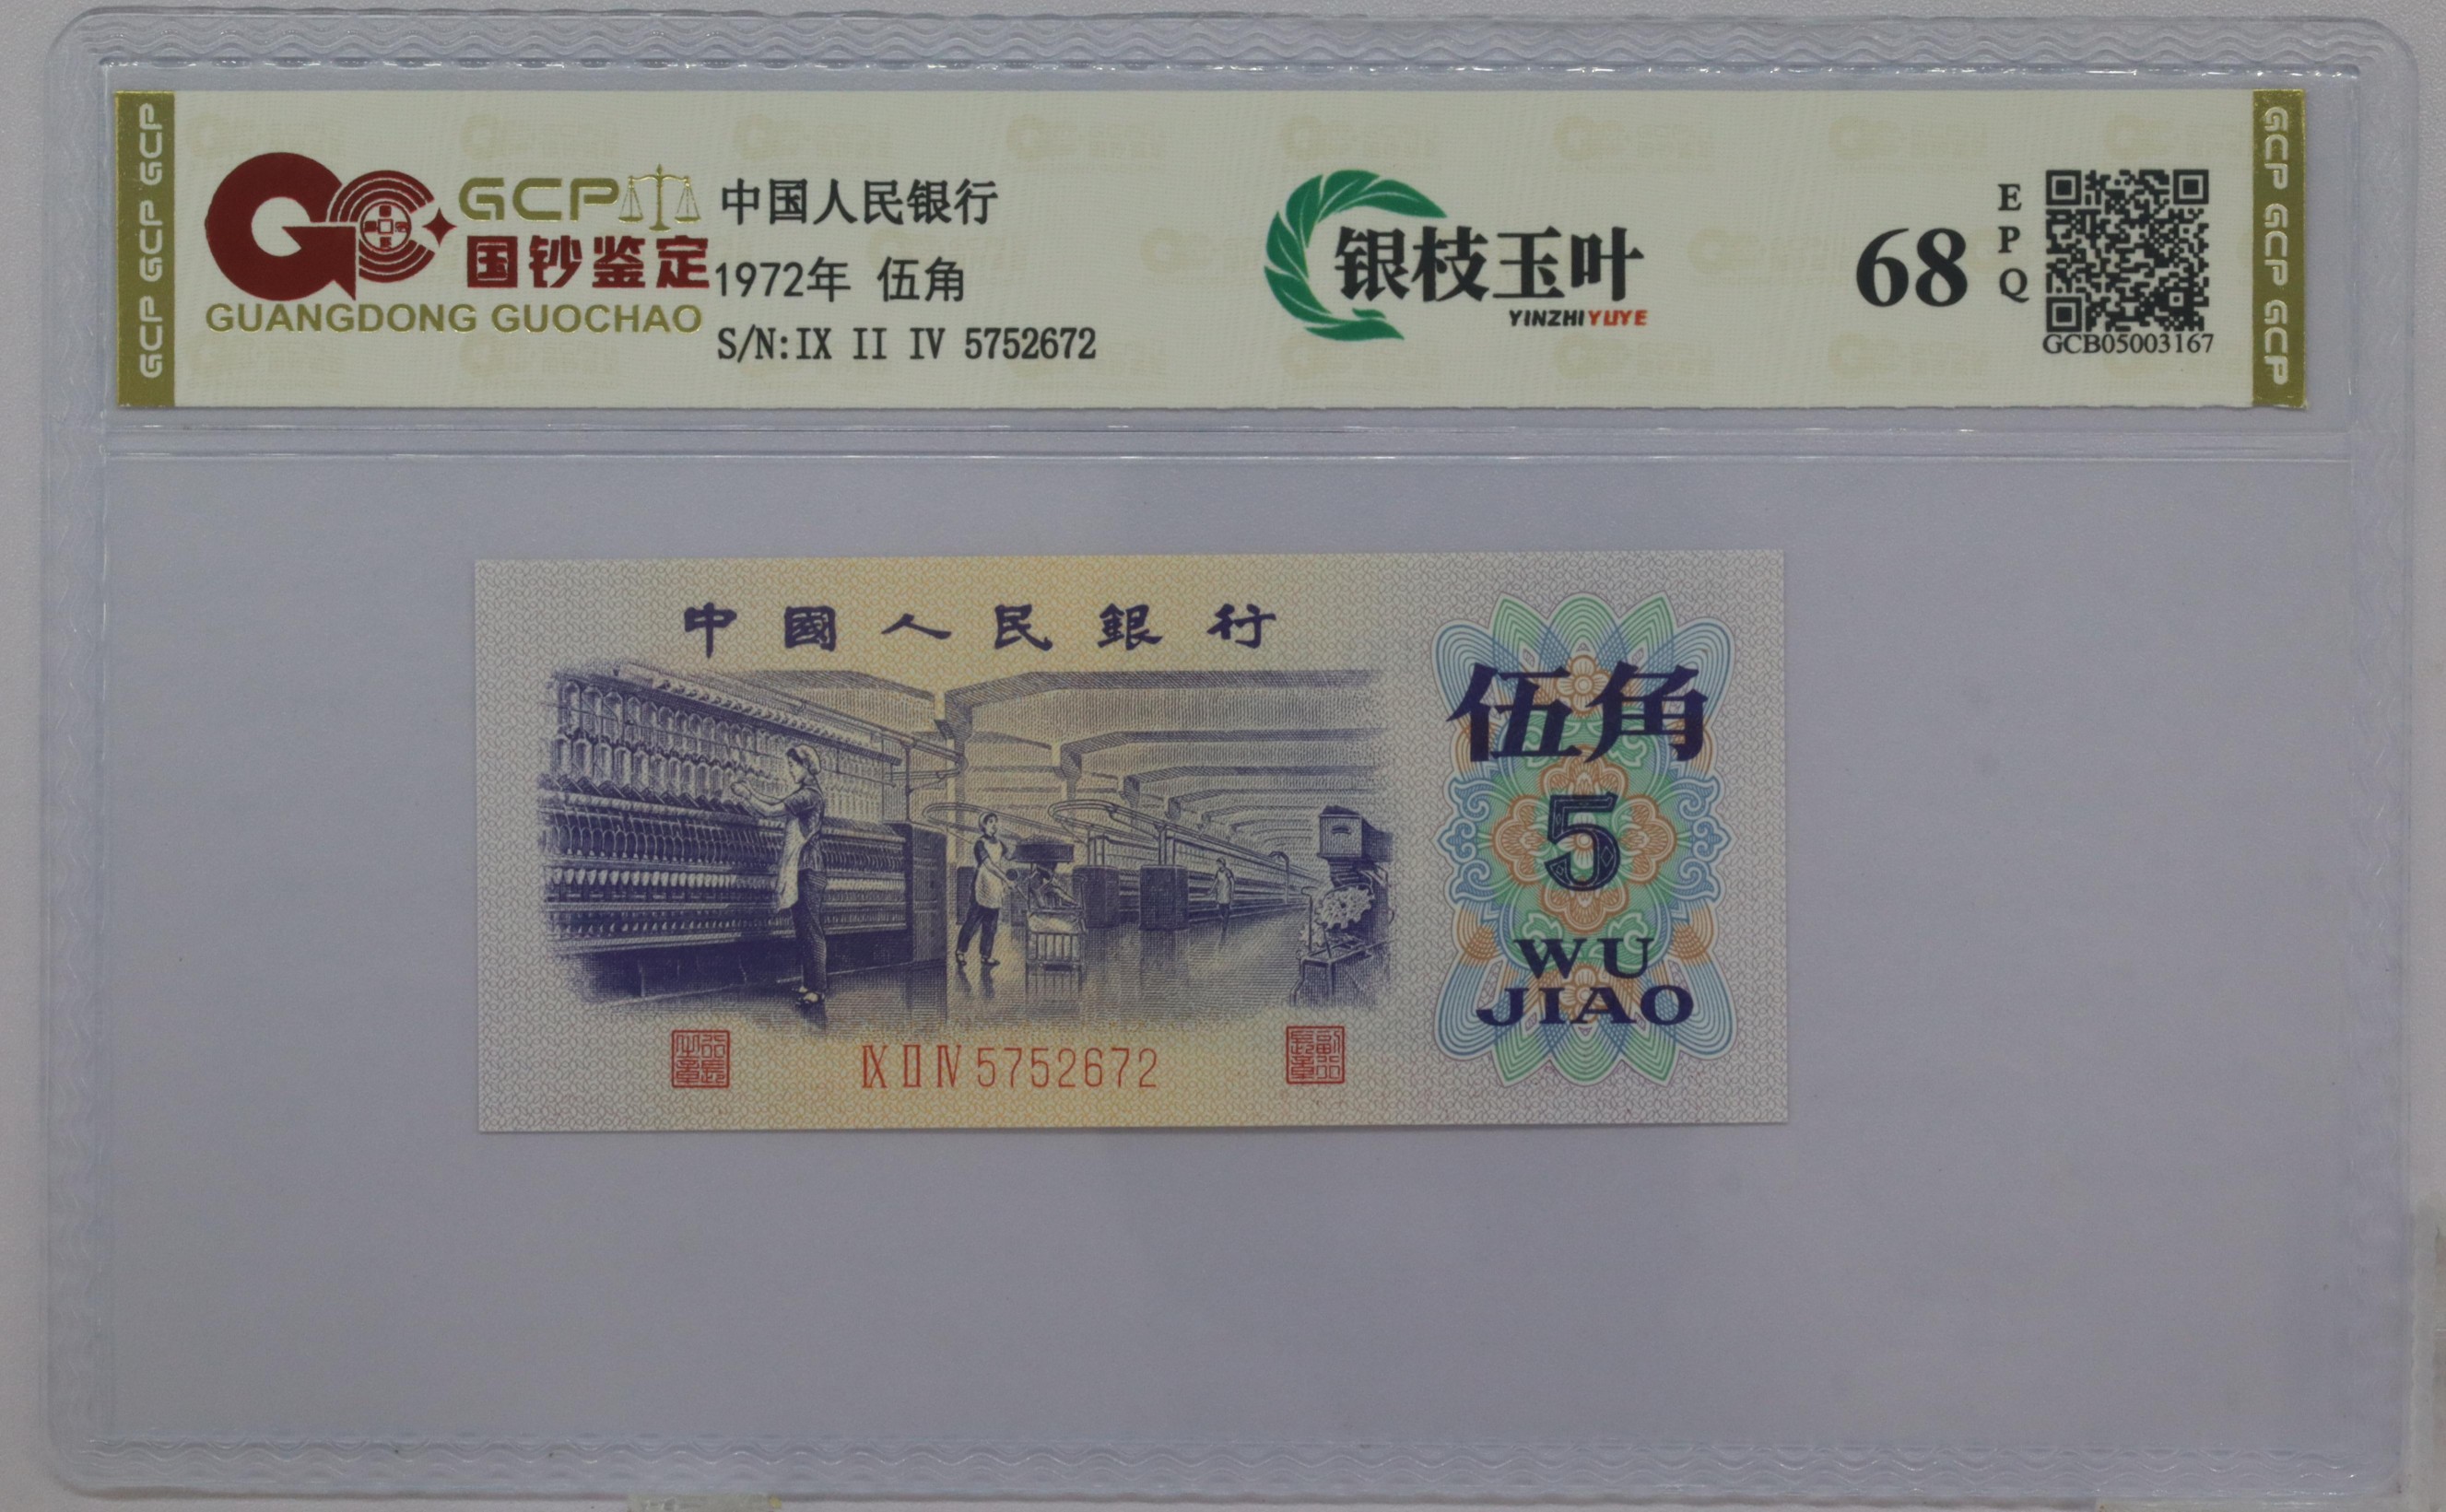 GCP GCP GCP
GCP
国钞鉴定
GUANGDONG GUOCHAO
中国人民银行
1972年 伍角
S/N:IX II IV 5752672
银枝玉叶
YINZHIYUYE
68
EPQ
GCB05003167
GCP GCP GCP
中國人民銀行
伍角
5
WU
JIAO
IX II IV 5752672